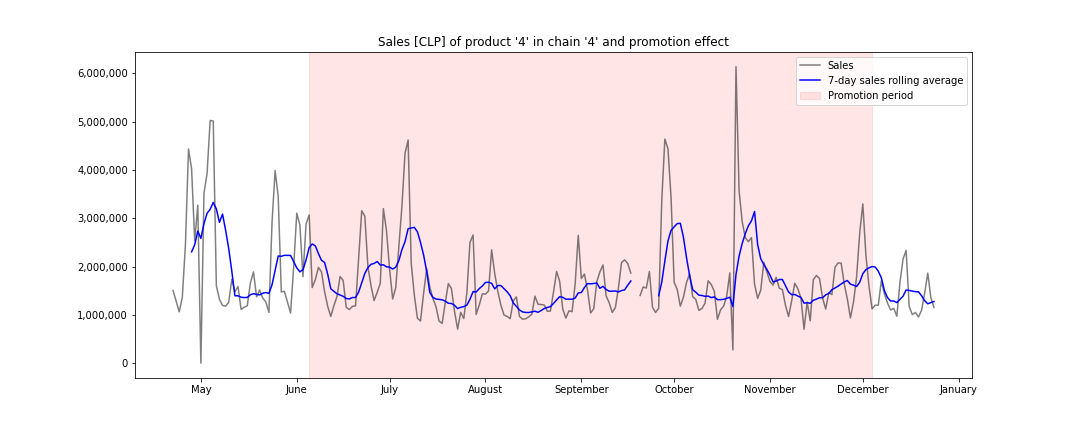 Sales [CLP] of product '4' in chain '4' and promotion effect
Sales
7-day sales rolling average
Promotion period
6,000,000
5,000,000
4,000,000
3,000,000
2,000,000
1,000,000
0
May June July August September October November December January